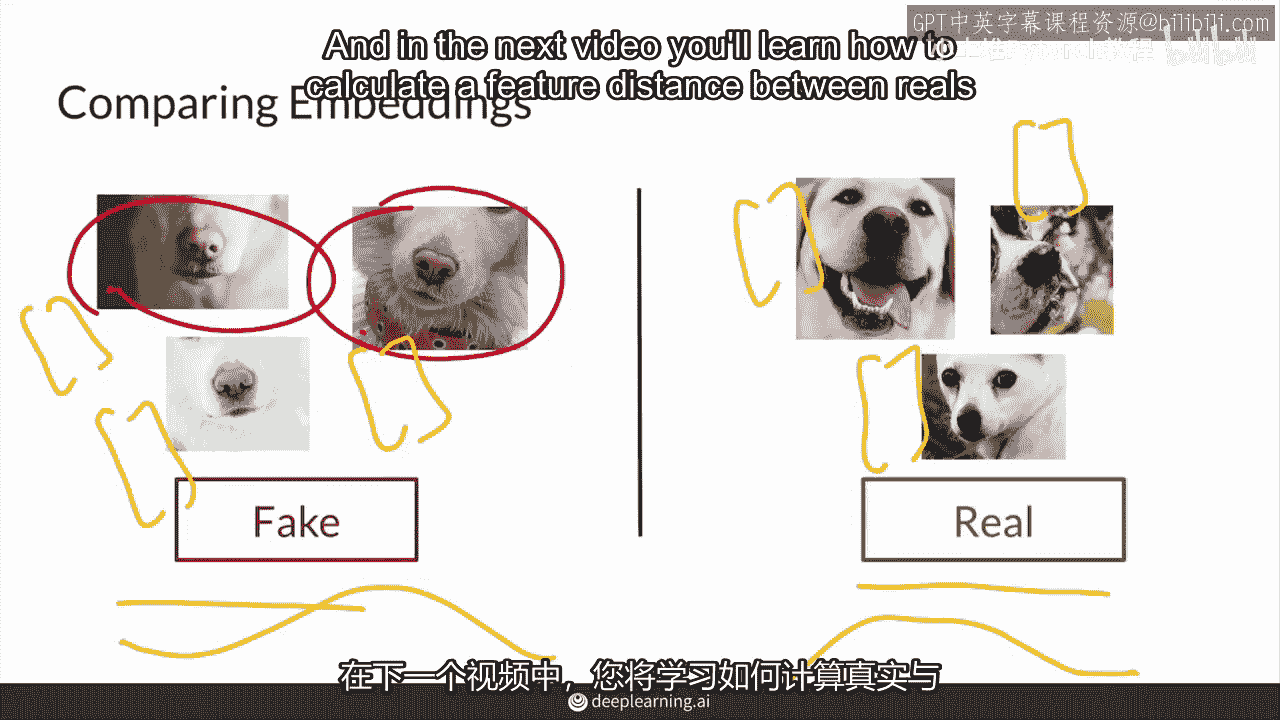 GPT中英字幕课程资源@bilibili.com
And in the next video you'll learn how to
calculate a feature distance between reals
Comparing Embeddings
Fake
Real
在下一个视频中，您将学习如何计算真实与
deeplearning.ai